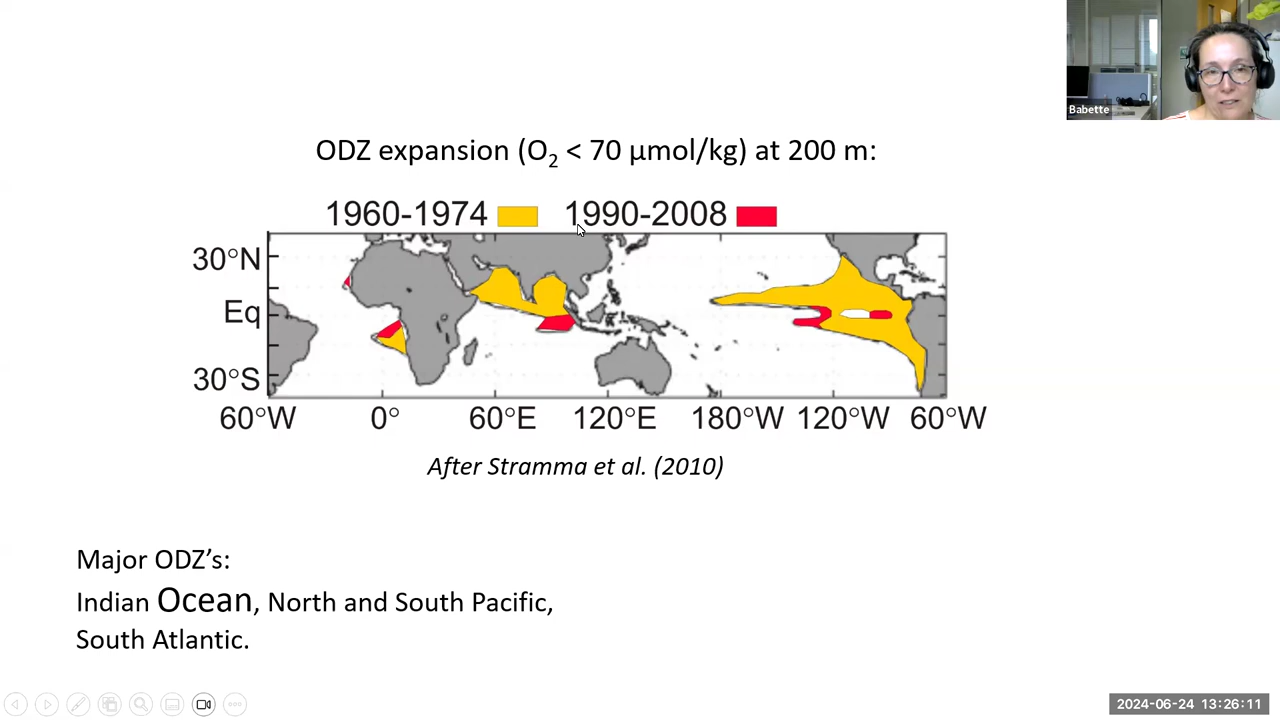 Babette
ODZ expansion (O₂ < 70 µmol/kg) at 200 m:
1960-1974 1990-2008
30°N
Eq
30°S
60°W 0° 60°E 120°E 180°W 120°W 60°W
After Stramma et al. (2010)
Major ODZ’s:
Indian Ocean, North and South Pacific,
South Atlantic.
2024-06-24 13:26:11